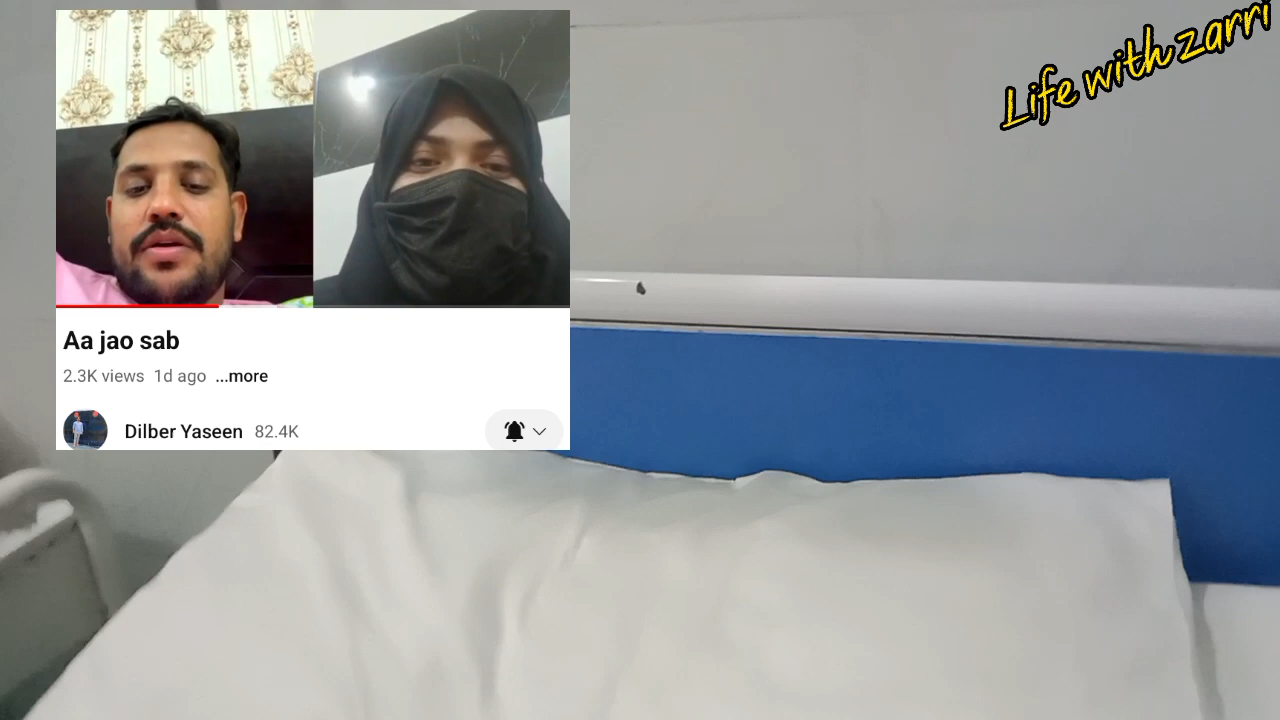 Life with zarri
Aa jao sab
2.3K views 1d ago ...more
Dilber Yaseen 82.4K